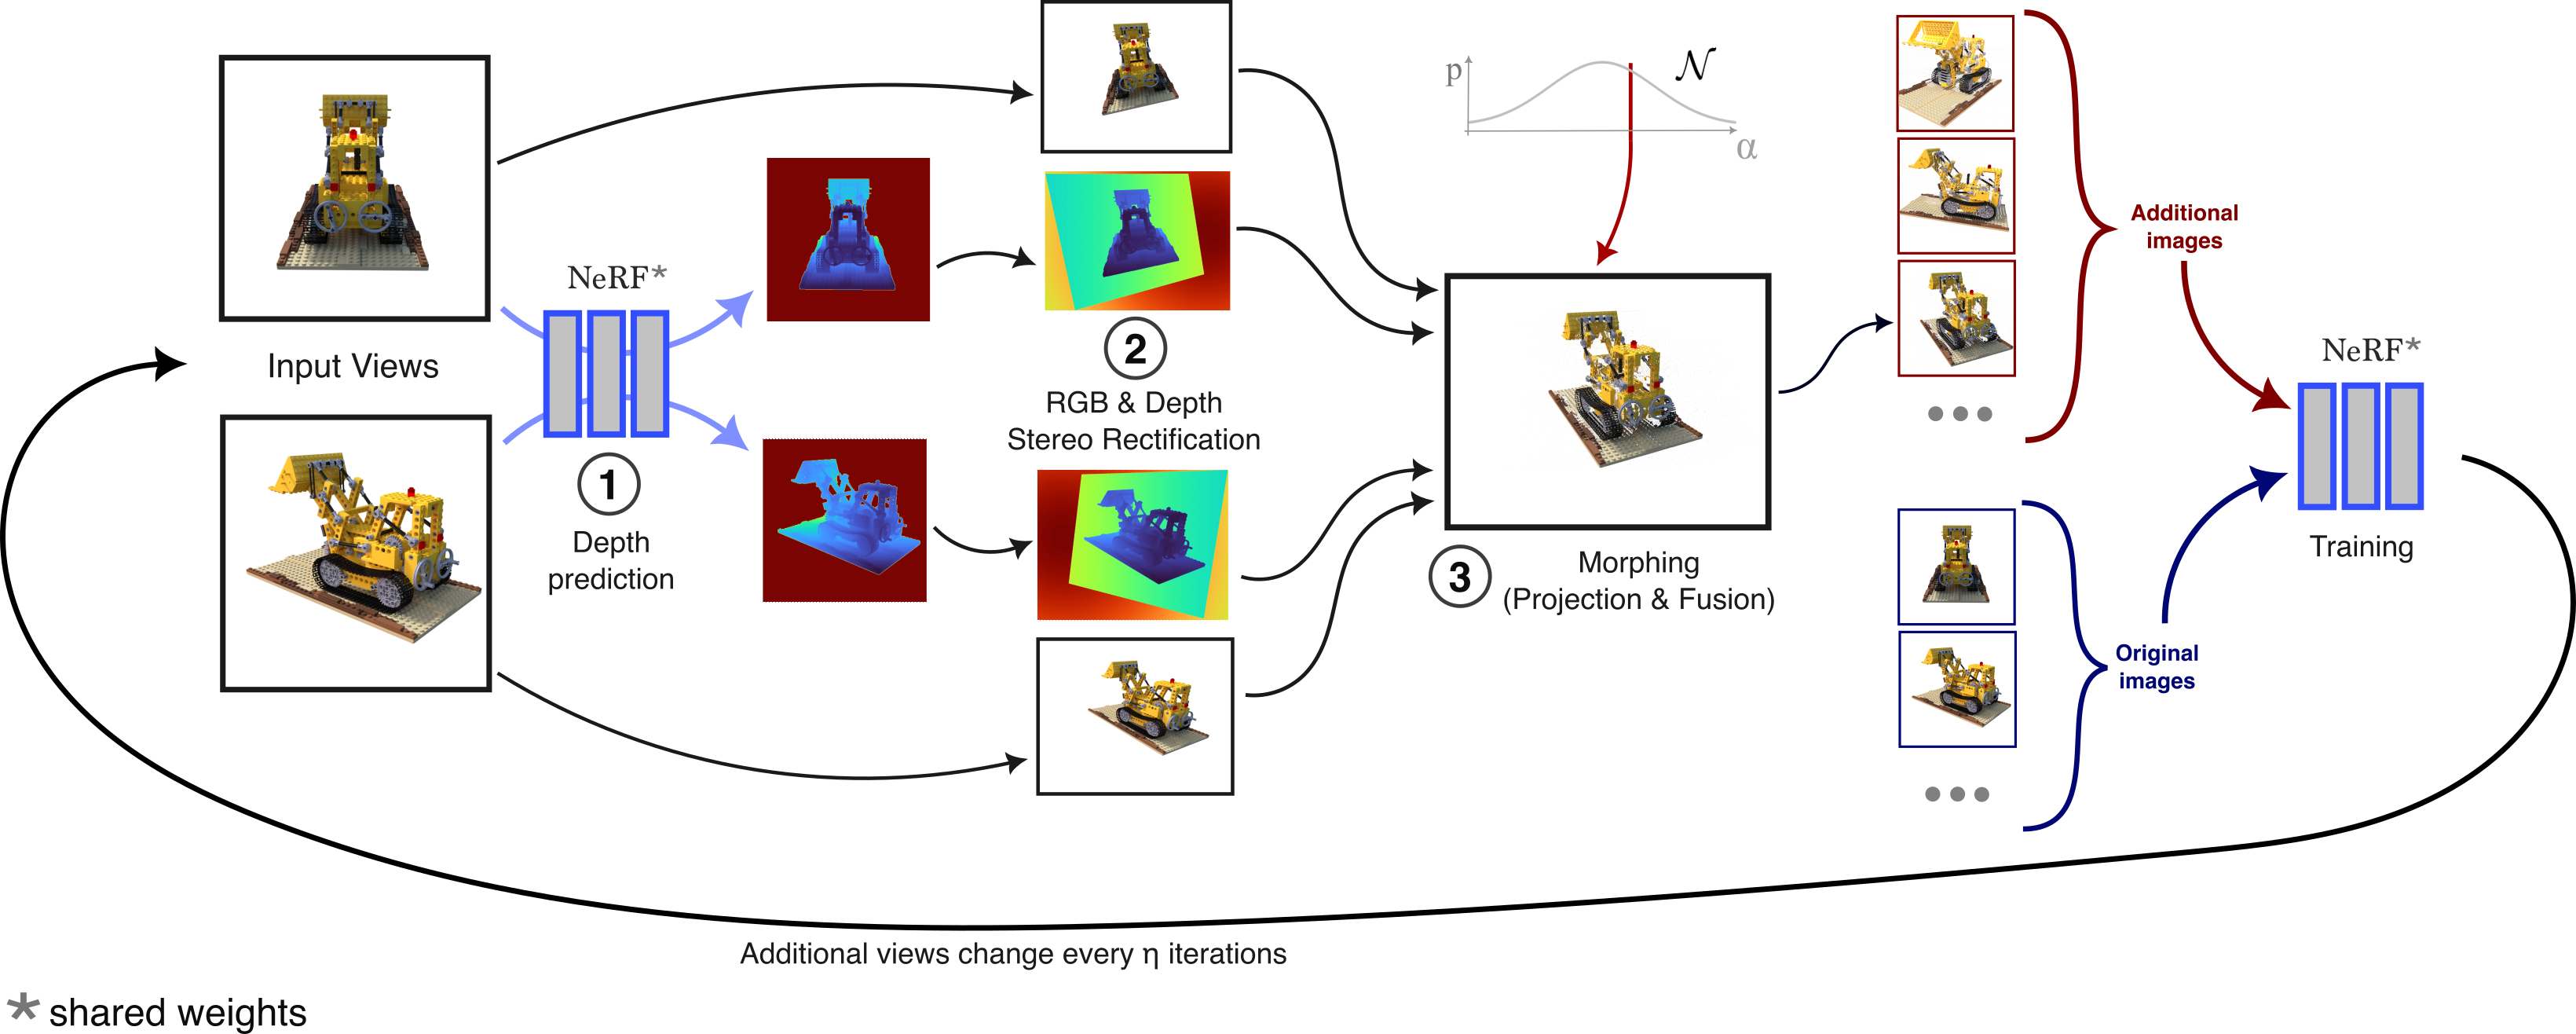 Input Views
NeRF*
1
Depth
prediction
2
RGB & Depth
Stereo Rectification
p
𝒩
α
3
Morphing
(Projection & Fusion)
Additional
images
Original
images
NeRF*
Training
Additional views change every η iterations
* shared weights